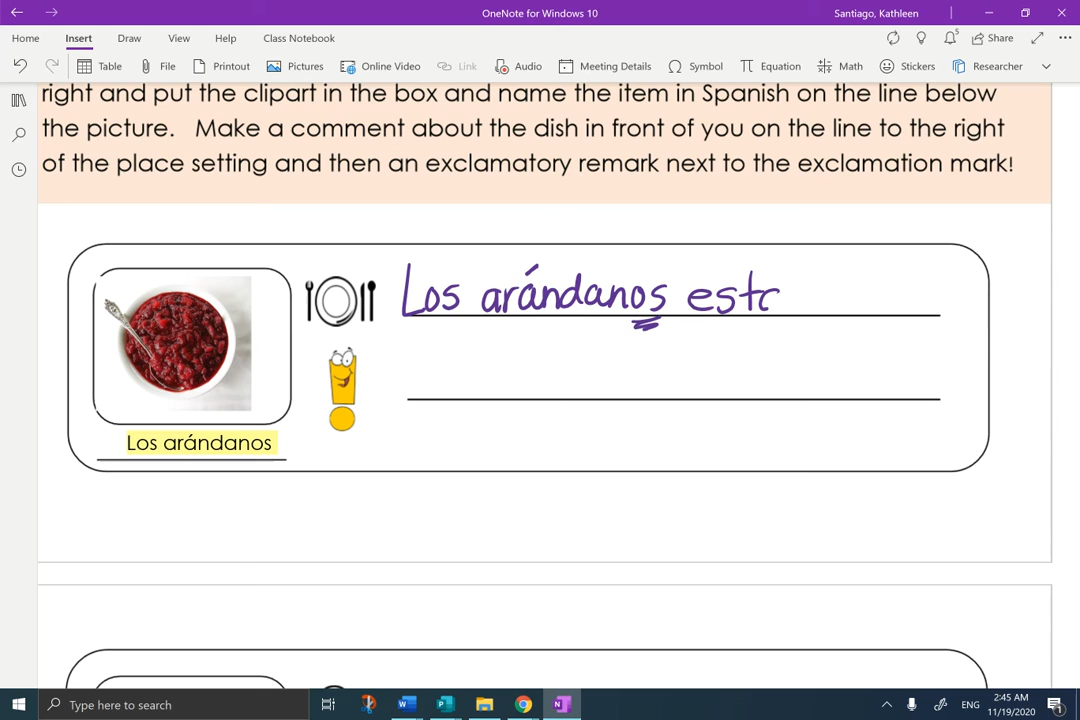 OneNote for Windows 10
Santiago, Kathleen
Home Insert Draw View Help Class Notebook
Share
Table File Printout Pictures Online Video Link Audio Meeting Details Symbol Equation Math Stickers Researcher
5
right and put the clipart in the box and name the item in Spanish on the line below
the picture. Make a comment about the dish in front of you on the line to the right
of the place setting and then an exclamatory remark next to the exclamation mark!
Los arándanos
Los arándanos
Type here to search
ENG
2:45 AM
11/19/2020
1